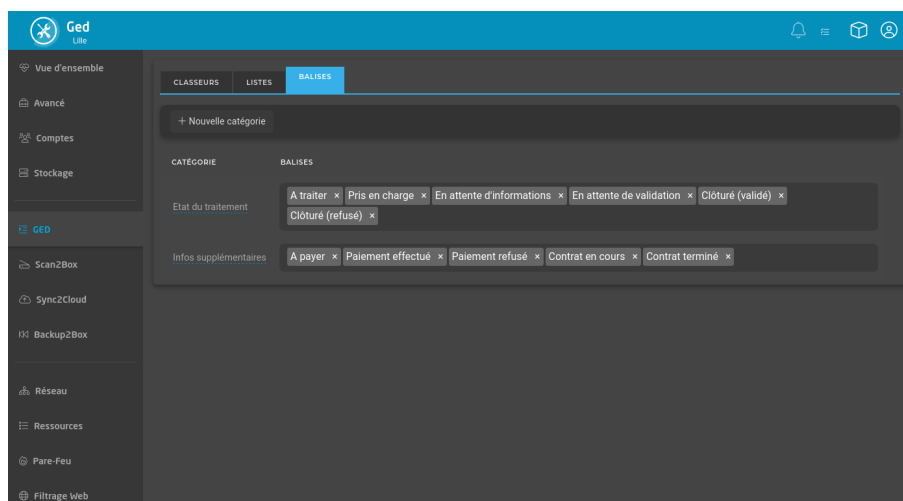 Ged
Lille
Vue d'ensemble
Avancé
Comptes
Stockage
GED
Scan2Box
Sync2Cloud
Backup2Box
Réseau
Ressources
Pare-Feu
Filtrage Web
CLASSEURS LISTES BALISES
+ Nouvelle catégorie
CATÉGORIE BALISES
Etat du traitement
A traiter × Pris en charge × En attente d'informations × En attente de validation × Clôturé (validé) ×
Clôturé (refusé) ×
Infos supplémentaires A payer × Paiement effectué × Paiement refusé × Contrat en cours × Contrat terminé ×